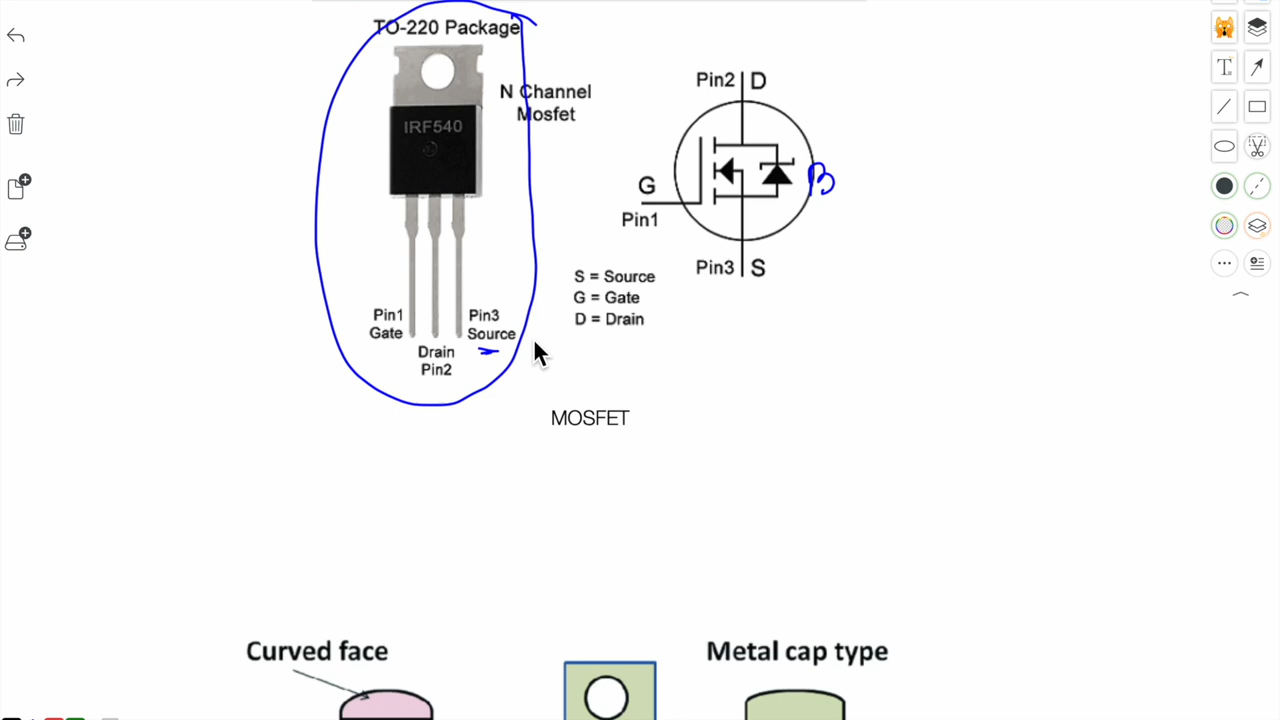 TO-220 Package
N Channel
Mosfet
IRF540
Pin1
Gate
Drain
Pin2
Pin3
Source
Pin2 D
G
Pin1
B
Pin3 S
S = Source
G = Gate
D = Drain
MOSFET
Curved face
Metal cap type
T